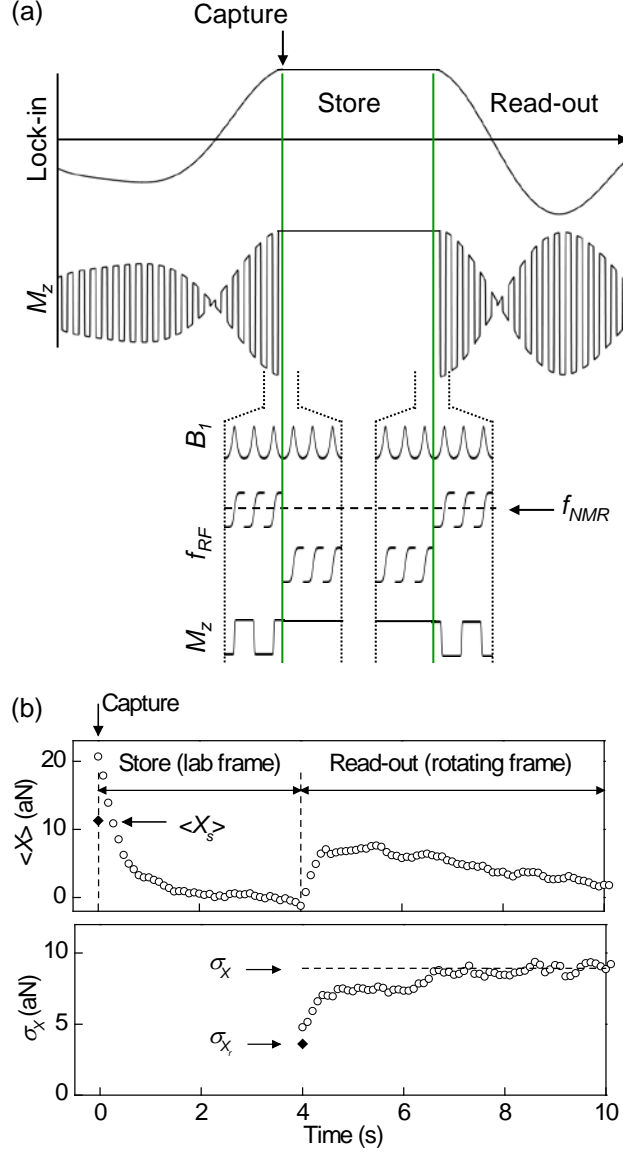 (a)
Capture
Store
Read-out
Lock-in
M_z
B_1
f_NMR
f_RF
M_z
(b)
Capture
20
10
0
<X> (aN)
Store (lab frame)
Read-out (rotating frame)
<X_s>
10
5
0
σ_X (aN)
σ_X
σ_X_r
0 2 4 6 8 10
Time (s)